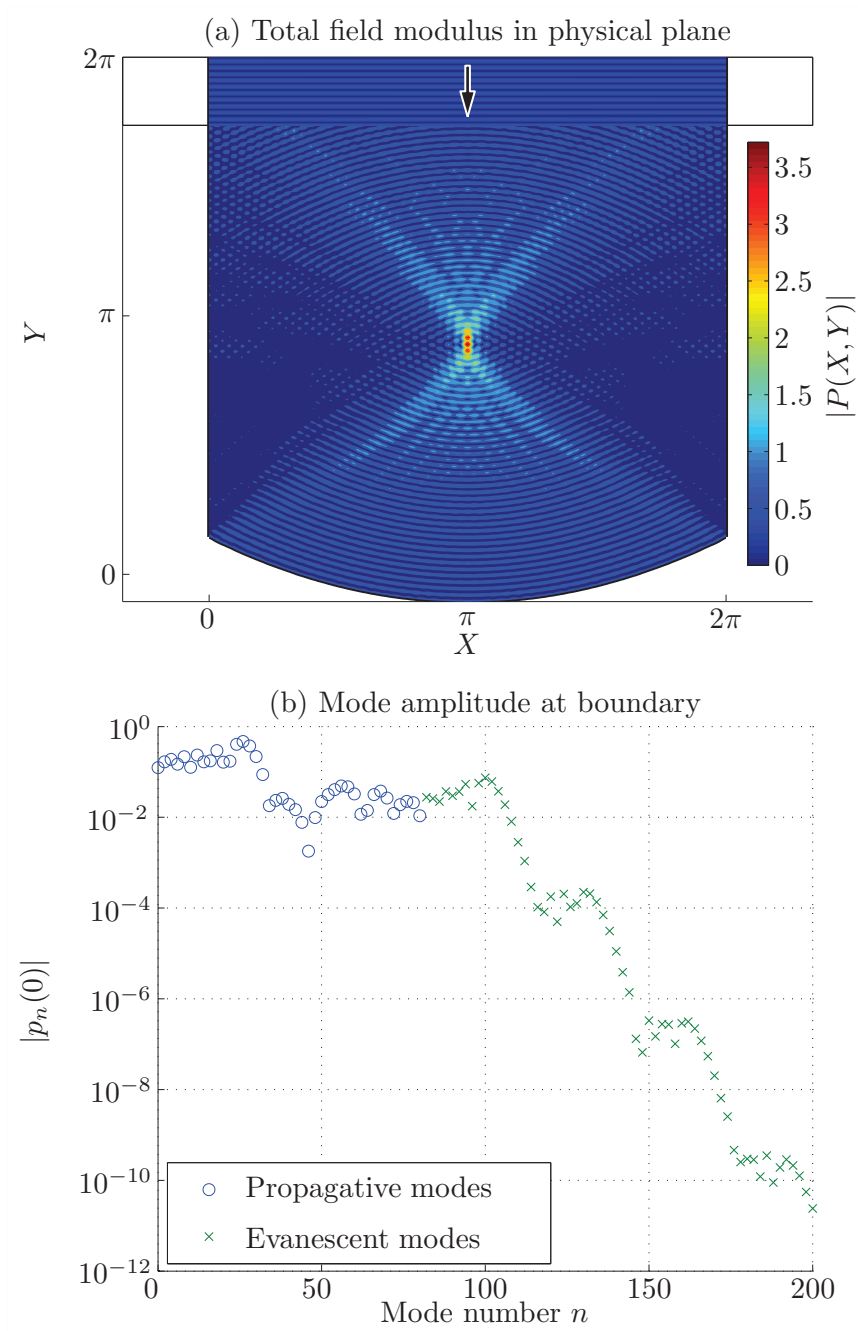 (a) Total field modulus in physical plane
2π
π
0
Y
0
π
2π
X
3.5
3
2.5
2
1.5
1
0.5
0
|P(X, Y)|
(b) Mode amplitude at boundary
10^0
10^−2
10^−4
10^−6
10^−8
10^−10
10^−12
|p_n(0)|
Propagative modes
Evanescent modes
0
50
100
150
200
Mode number n